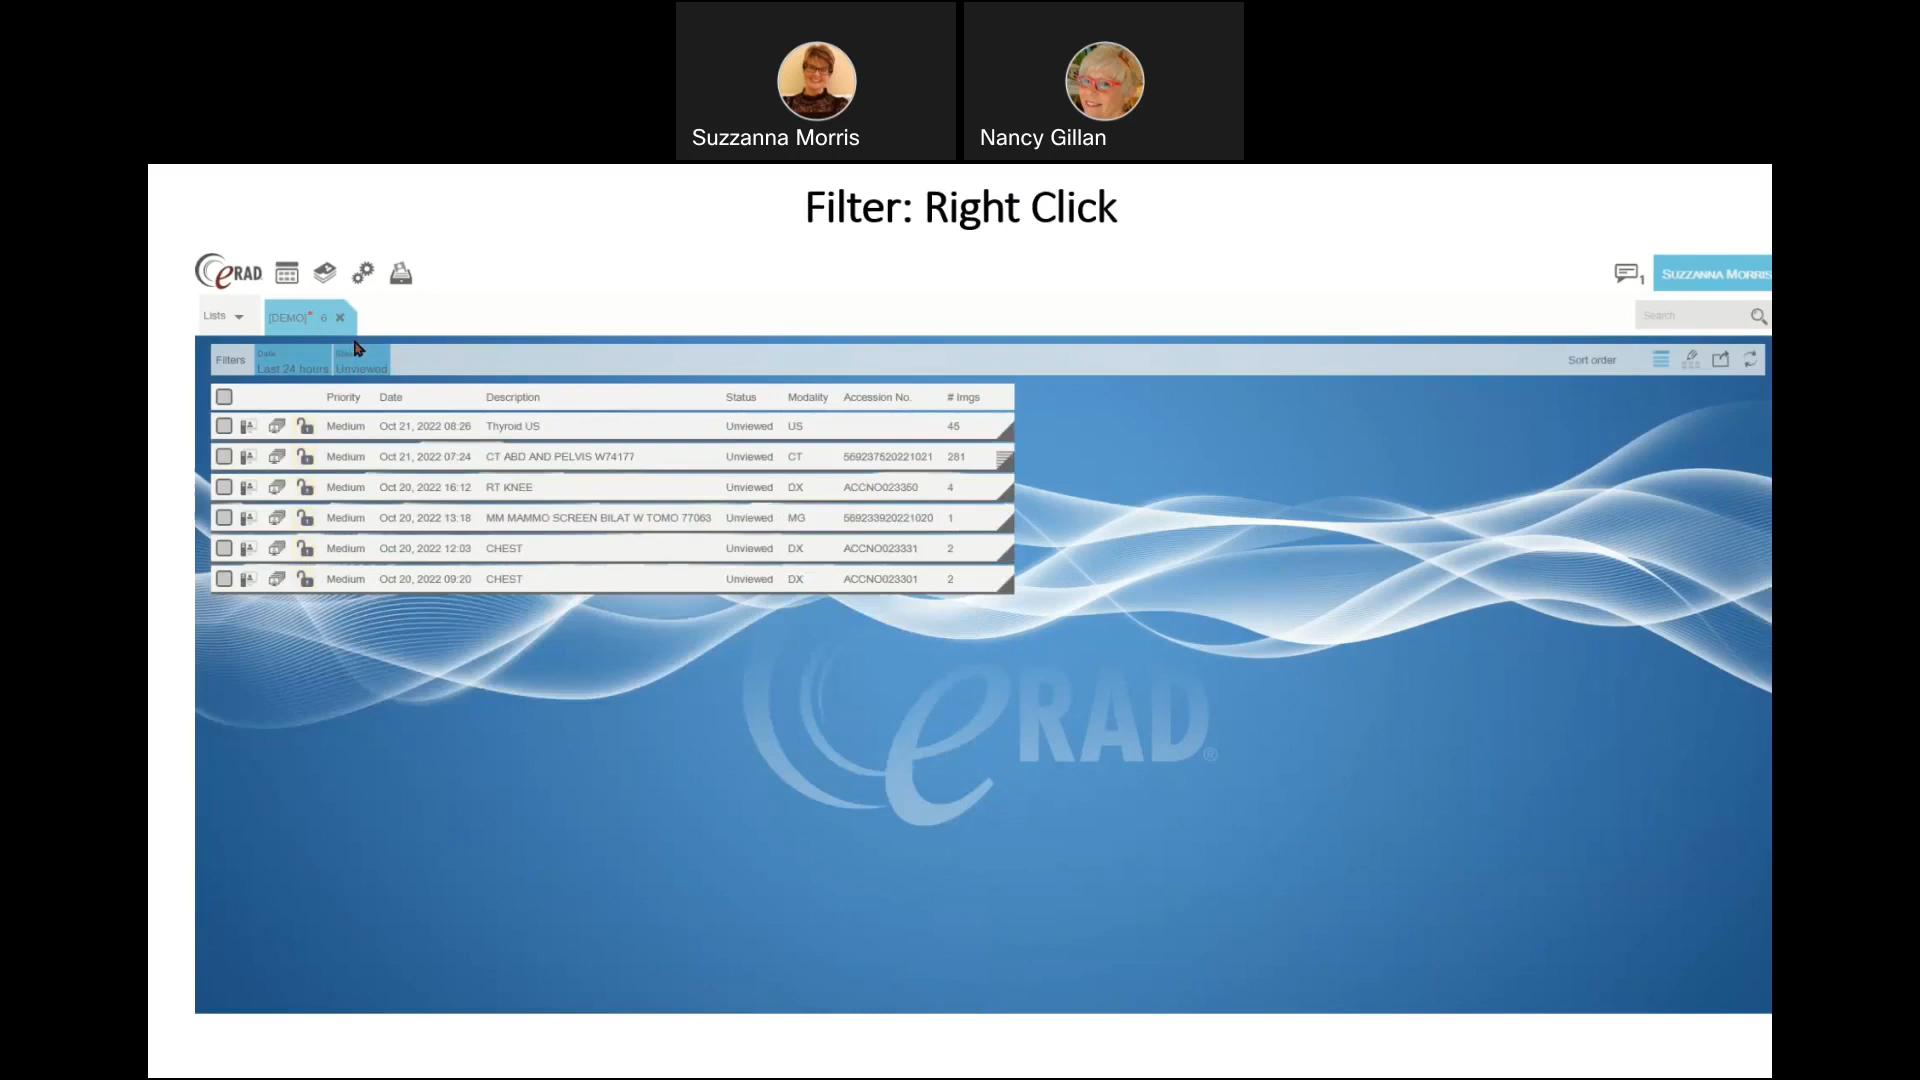 Suzzanna Morris
Nancy Gillan
Filter: Right Click
eRAD
1
SUZZANNA MORRIS
Lists
[DEMO]* 6
Search
Filters
Date
Last 24 hours
Unviewed
Sort order
Priority Date Description Status Modality Accession No. # Imgs
Medium Oct 21, 2022 08:26 Thyroid US Unviewed US 45
Medium Oct 21, 2022 07:24 CT ABD AND PELVIS W74177 Unviewed CT 569237520221021 281
Medium Oct 20, 2022 16:12 RT KNEE Unviewed DX ACCNO023350 4
Medium Oct 20, 2022 13:18 MM MAMMO SCREEN BILAT W TOMO 77063 Unviewed MG 569233920221020 1
Medium Oct 20, 2022 12:03 CHEST Unviewed DX ACCNO023331 2
Medium Oct 20, 2022 09:20 CHEST Unviewed DX ACCNO023301 2
eRAD®